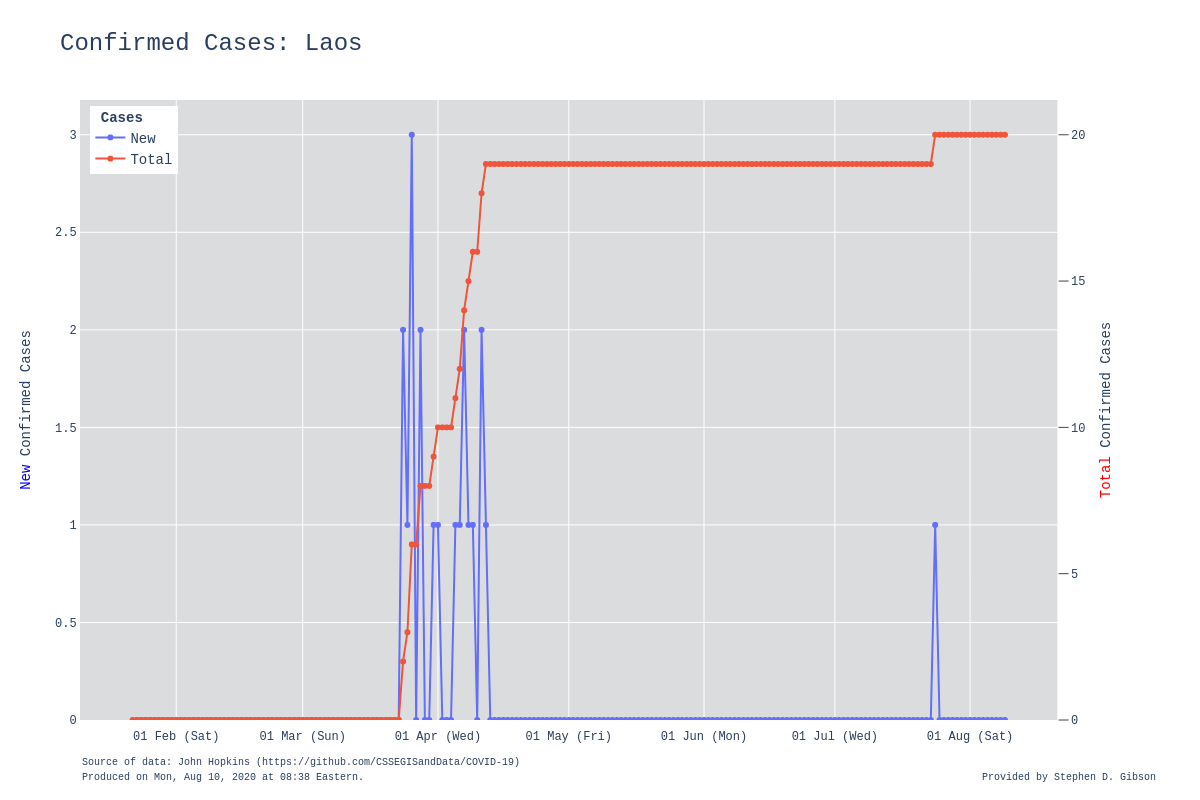 Confirmed Cases: Laos
Cases
New
Total
3
2.5
2
1.5
1
0.5
0
New Confirmed Cases
20
15
10
5
0
Total Confirmed Cases
01 Feb (Sat) 01 Mar (Sun) 01 Apr (Wed) 01 May (Fri) 01 Jun (Mon) 01 Jul (Wed) 01 Aug (Sat)
Source of data: John Hopkins (https://github.com/CSSEGISandData/COVID-19)
Produced on Mon, Aug 10, 2020 at 08:38 Eastern.
Provided by Stephen D. Gibson